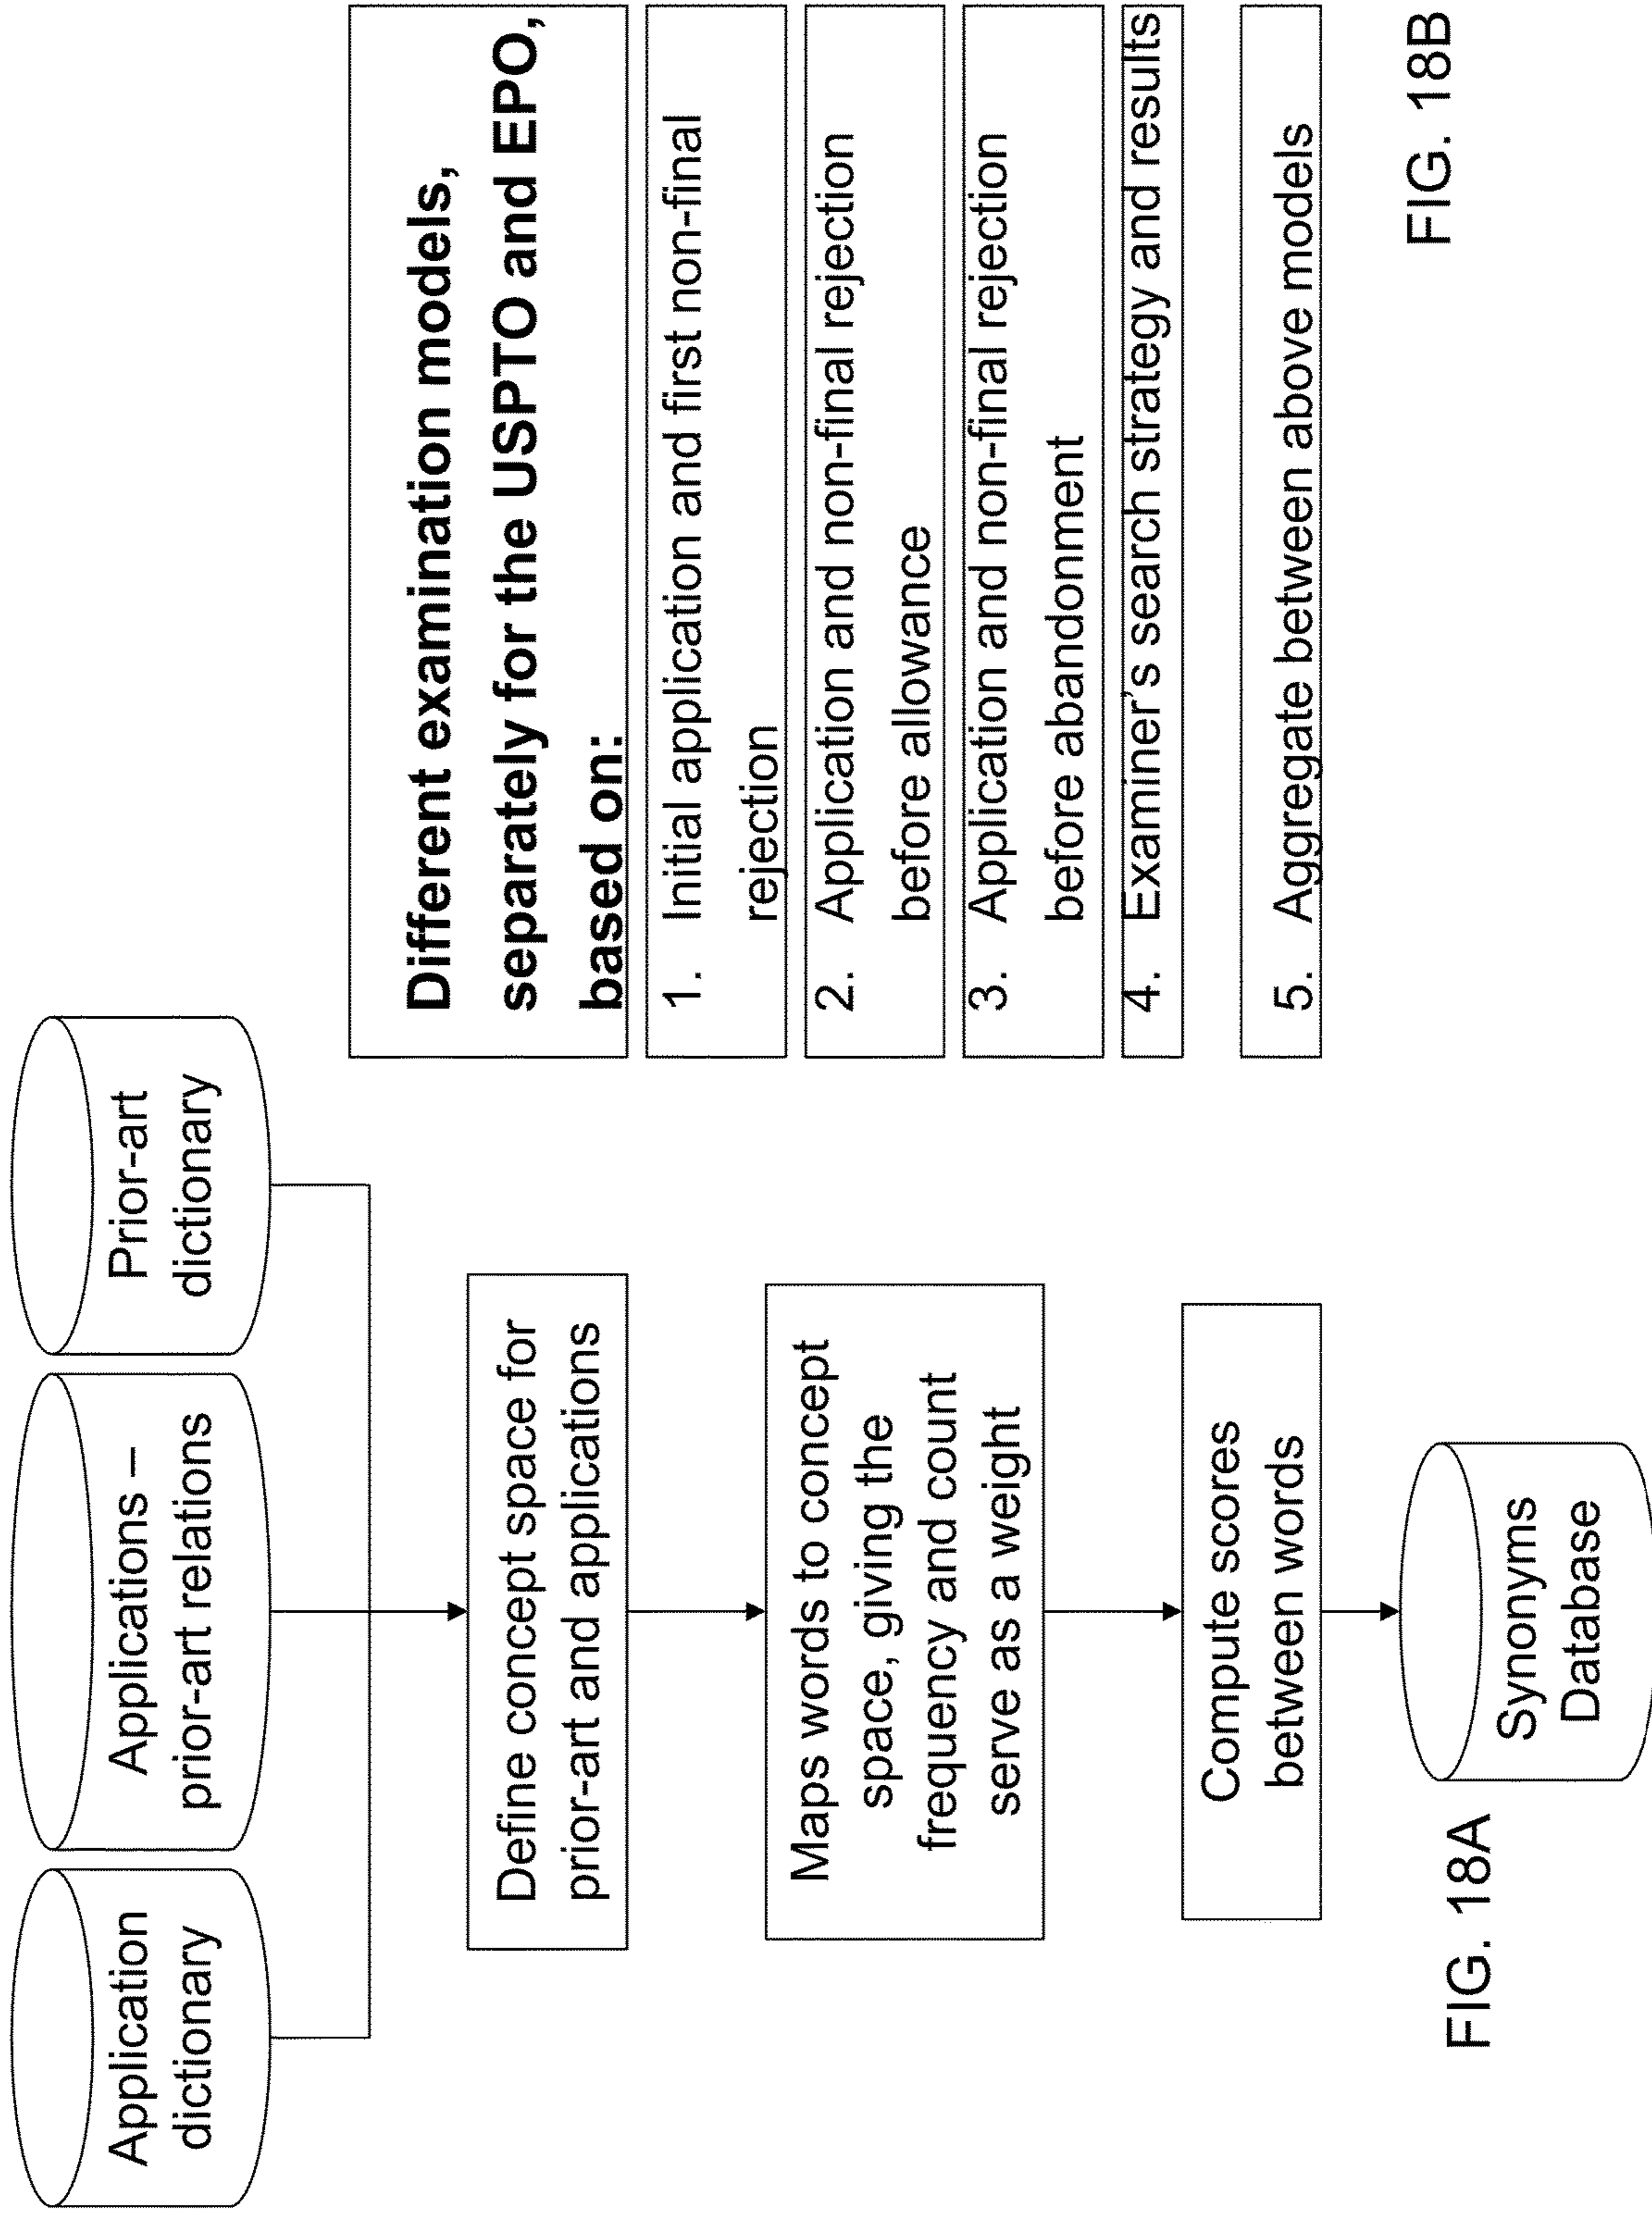 Application
dictionary
Applications –
prior-art relations
Prior-art
dictionary
Define concept space for
prior-art and applications
Maps words to concept
space, giving the
frequency and count
serve as a weight
Compute scores
between words
Synonyms
Database
FIG. 18A
Different examination models,
separately for the USPTO and EPO,
based on:
1. Initial application and first non-final
rejection
2. Application and non-final rejection
before allowance
3. Application and non-final rejection
before abandonment
4. Examiner's search strategy and results
5. Aggregate between above models
FIG. 18B